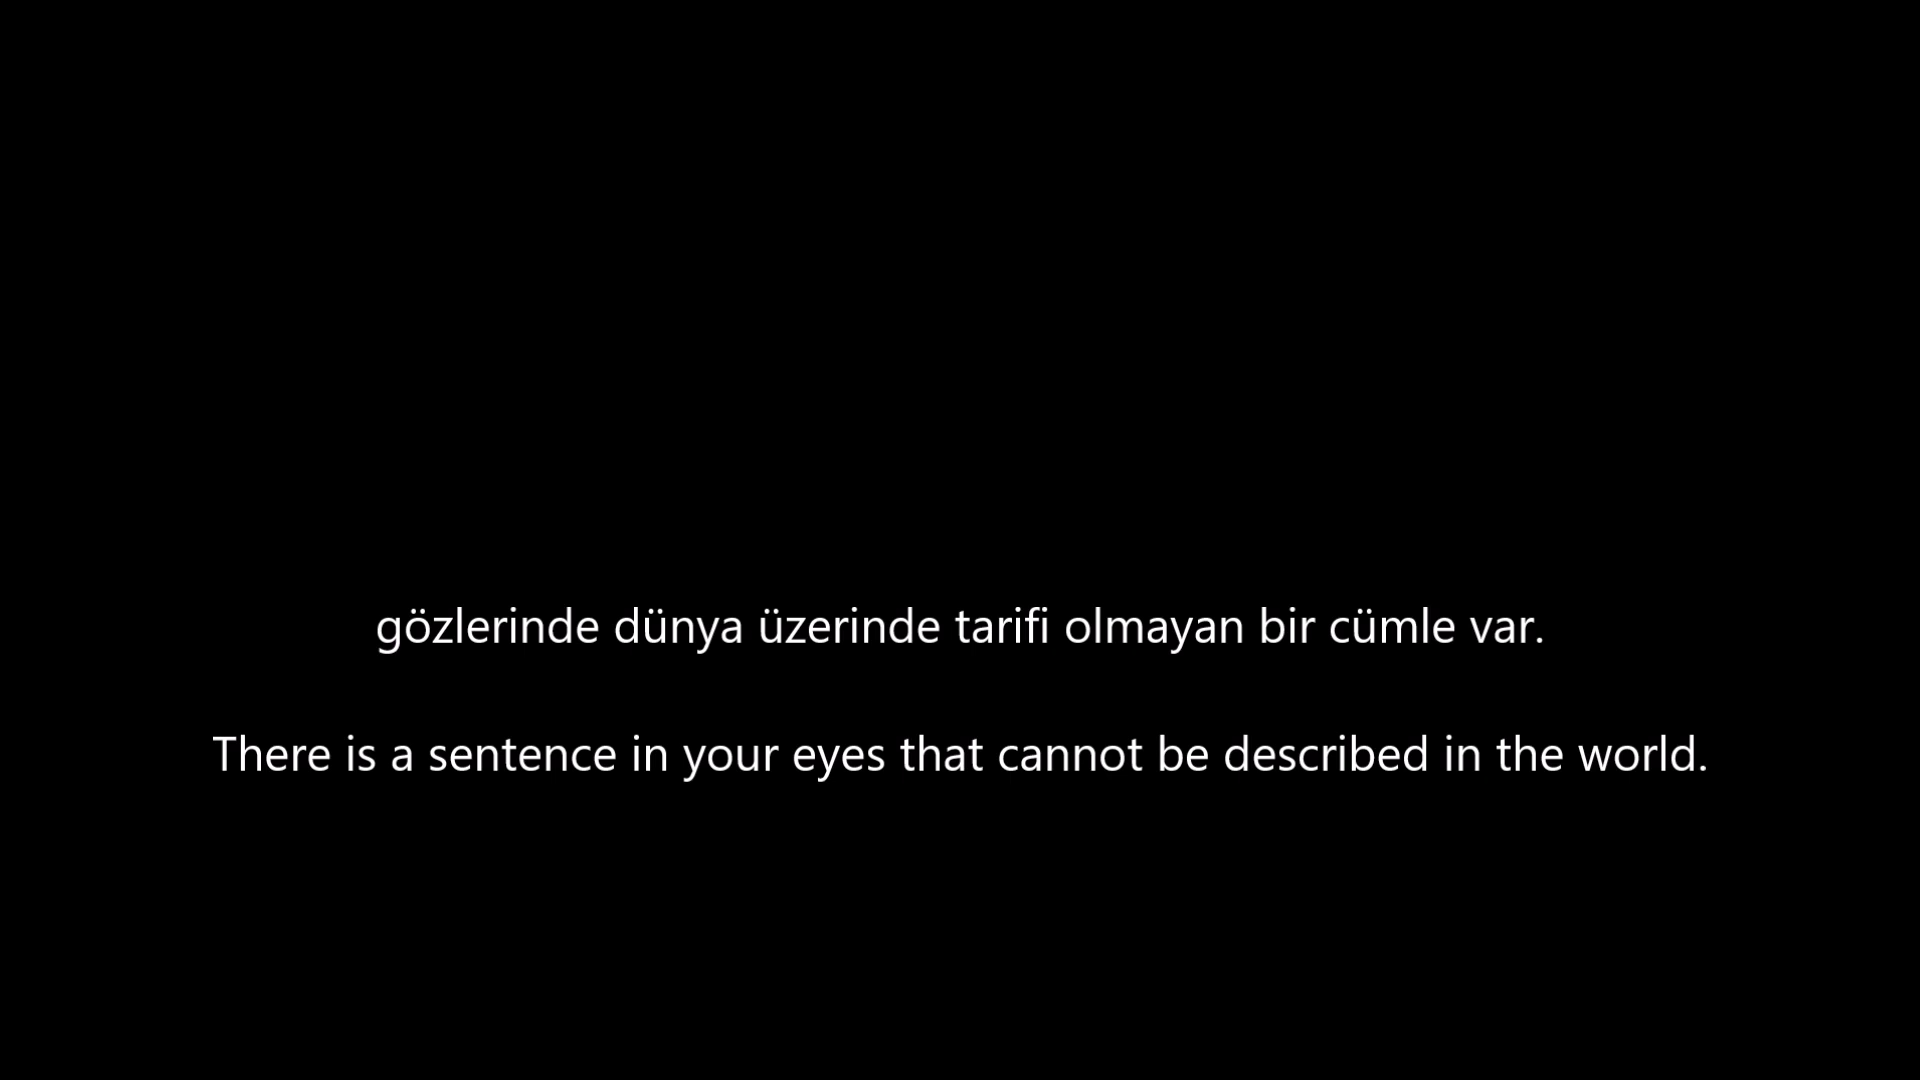 gözlerinde dünya üzerinde tarifi olmayan bir cümle var.
There is a sentence in your eyes that cannot be described in the world.